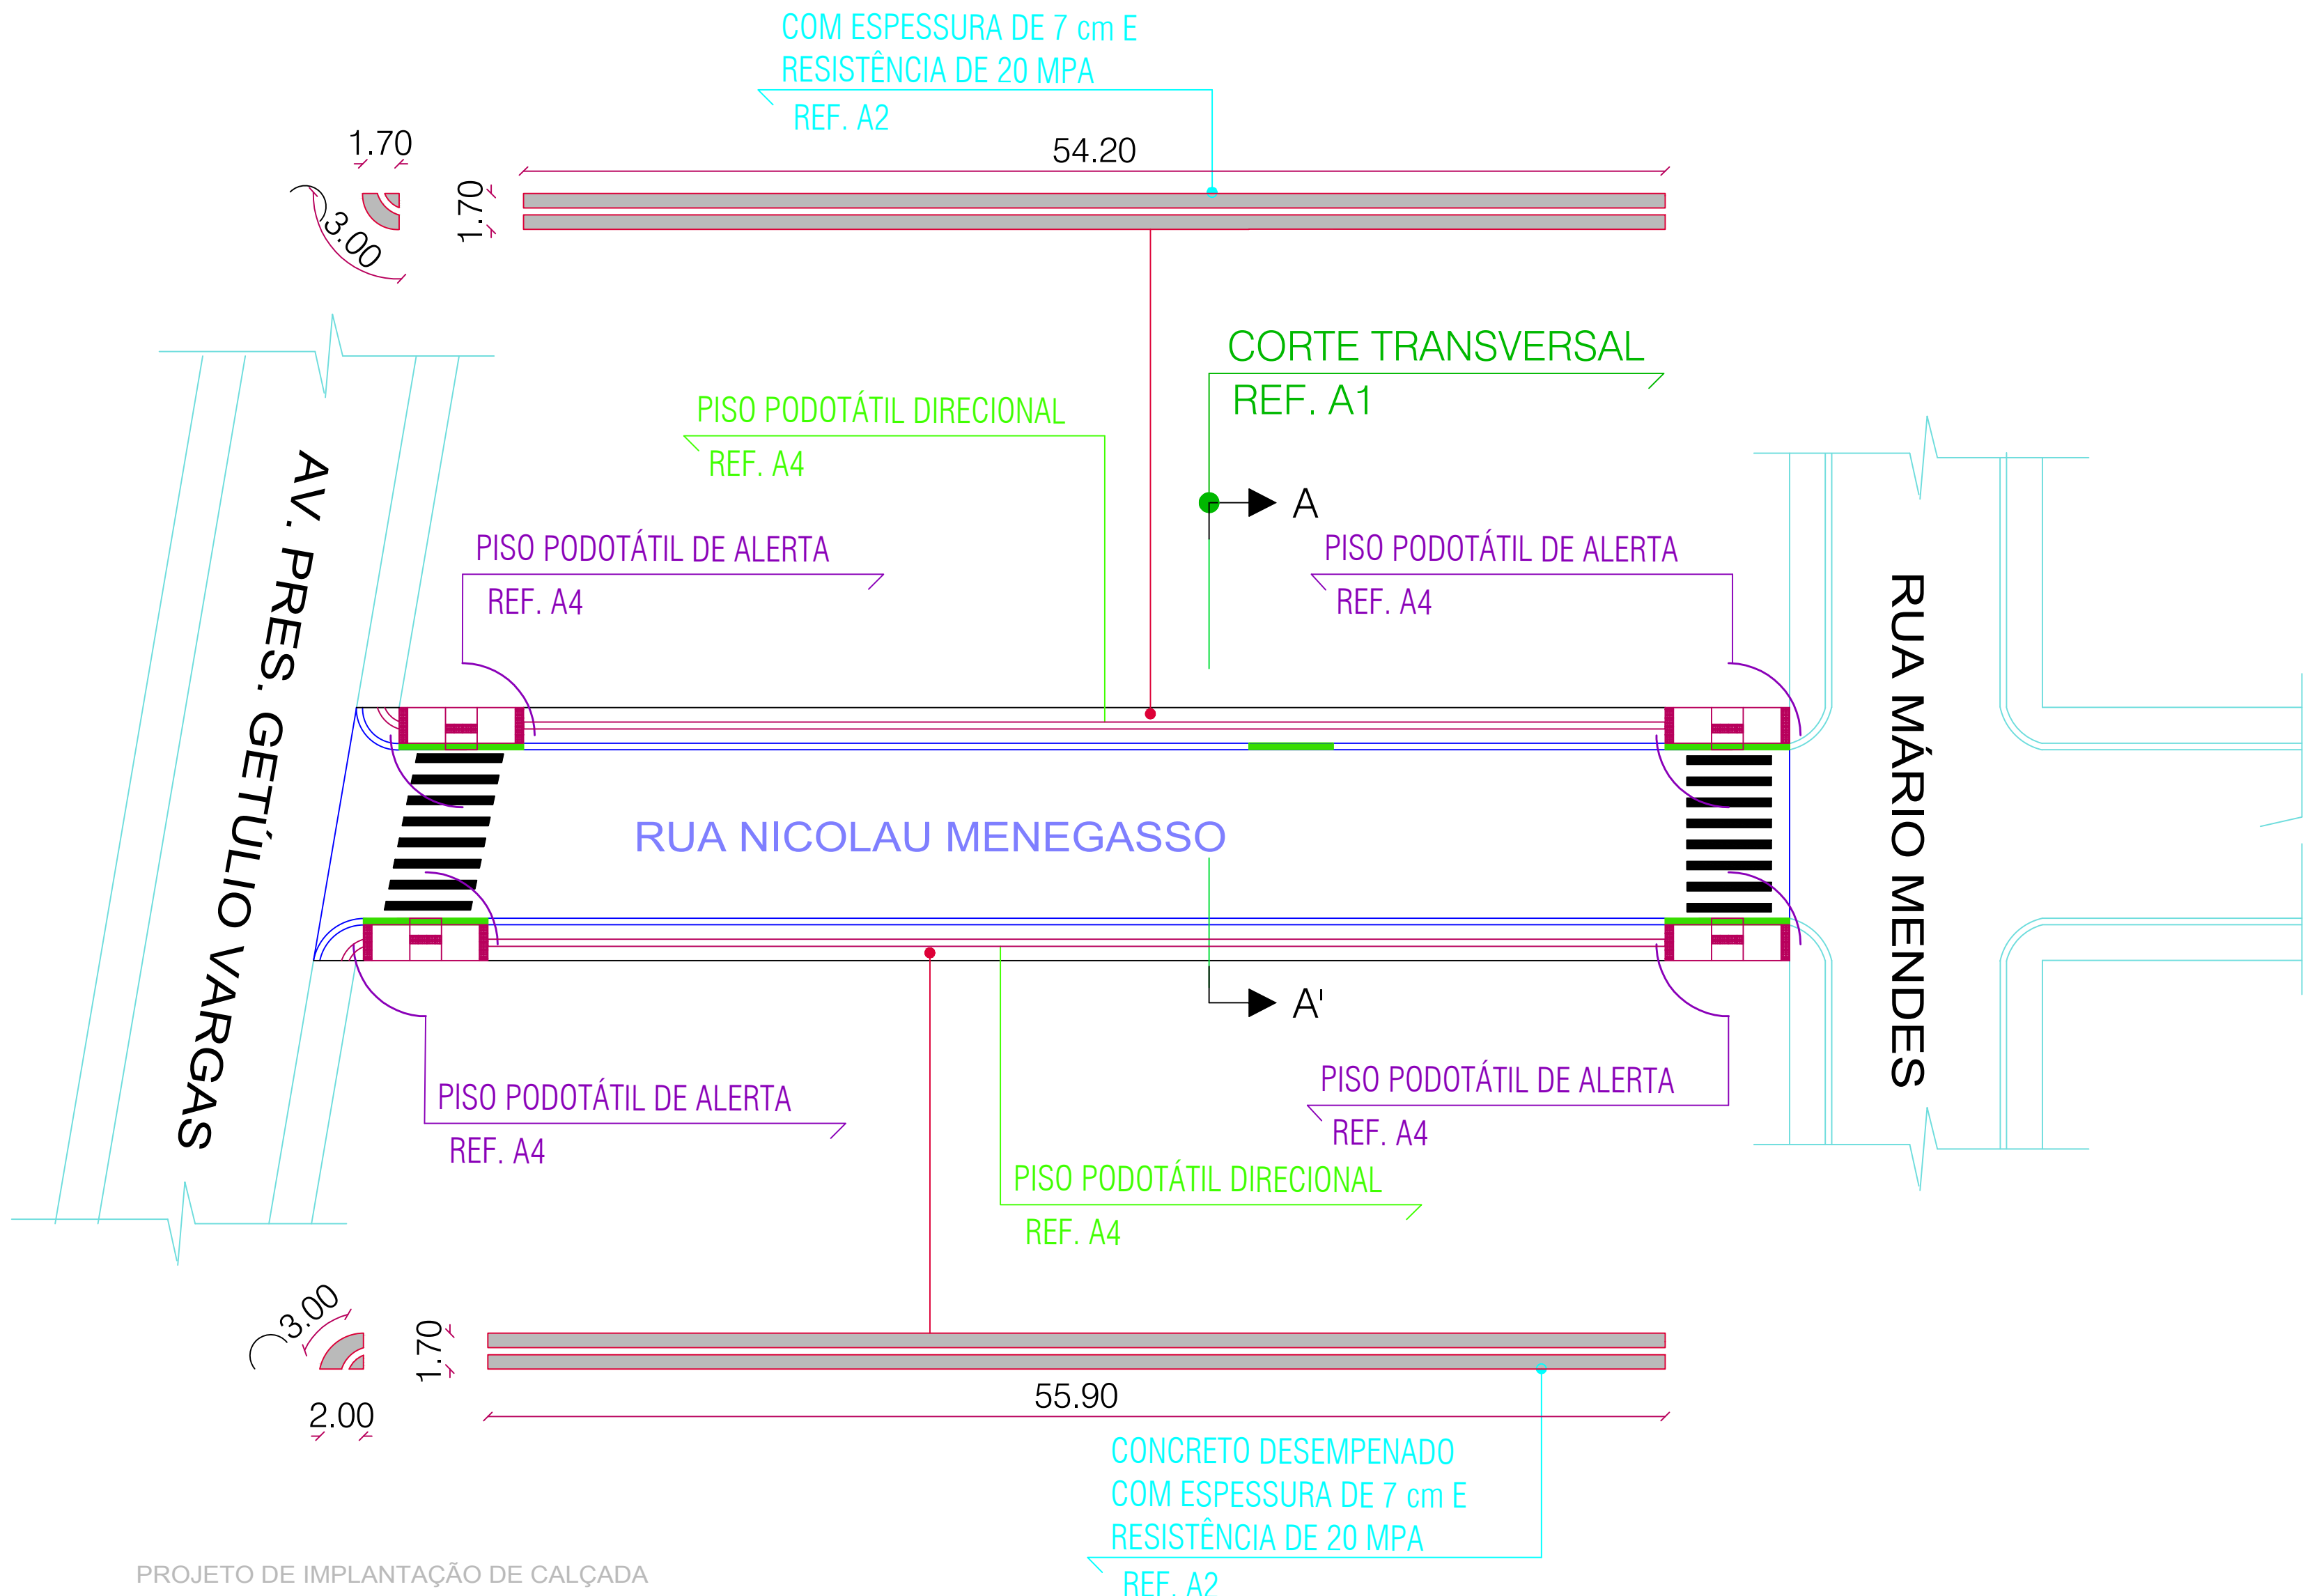 COM ESPESSURA DE 7 cm E
RESISTÊNCIA DE 20 MPA
REF. A2
1.70
54.20
1.70
3.00
CORTE TRANSVERSAL
REF. A1
PISO PODOTÁTIL DIRECIONAL
REF. A4
A
PISO PODOTÁTIL DE ALERTA
REF. A4
PISO PODOTÁTIL DE ALERTA
REF. A4
AV. PRES. GETÚLIO VARGAS
RUA MÁRIO MENDES
RUA NICOLAU MENEGASSO
A'
PISO PODOTÁTIL DE ALERTA
REF. A4
PISO PODOTÁTIL DE ALERTA
REF. A4
PISO PODOTÁTIL DIRECIONAL
REF. A4
3.00
1.70
2.00
55.90
CONCRETO DESEMPENADO
COM ESPESSURA DE 7 cm E
RESISTÊNCIA DE 20 MPA
REF. A2
PROJETO DE IMPLANTAÇÃO DE CALÇADA